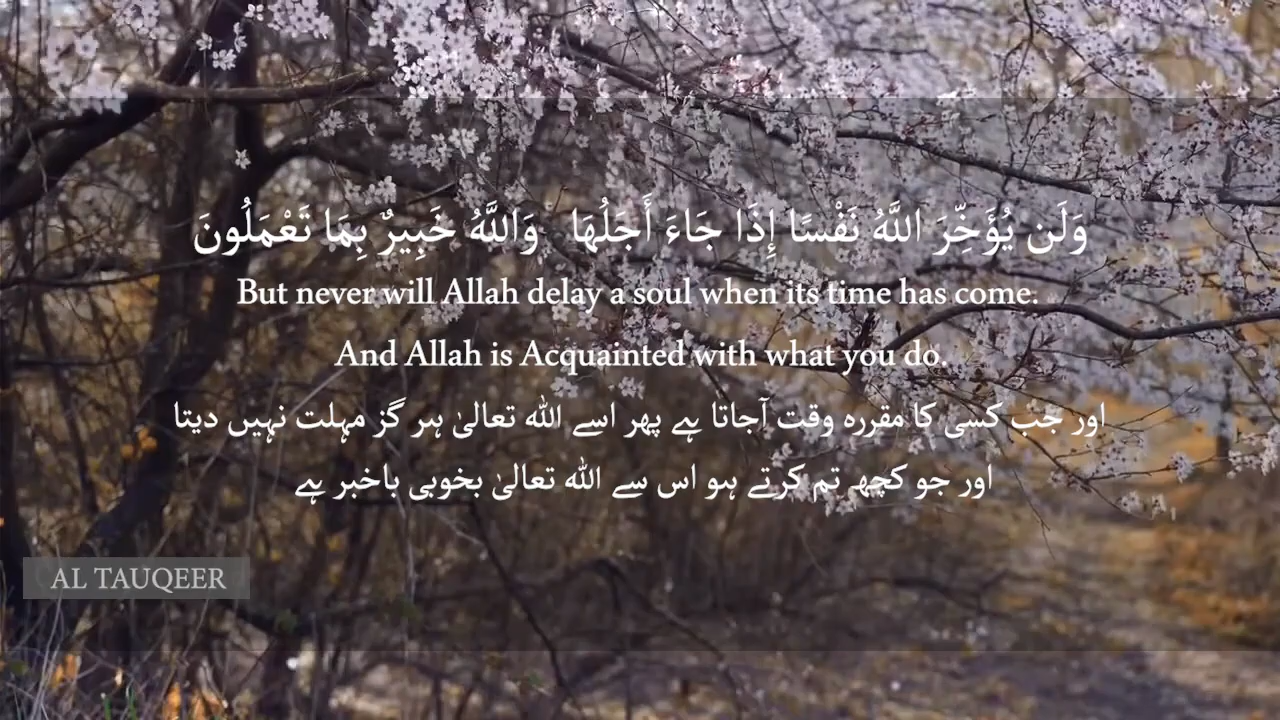 وَلَن يُؤَخِّرَ اللَّهُ نَفْسًا إِذَا جَاءَ أَجَلُهَا وَاللَّهُ خَبِيرٌ بِمَا تَعْمَلُونَ
But never will Allah delay a soul when its time has come.
And Allah is Acquainted with what you do.
اور جب کسی کا مقررہ وقت آجاتا ہے پھر اسے اللہ تعالیٰ ہر گز مہلت نہیں دیتا
اور جو کچھ تم کرتے ہو اس سے اللہ تعالیٰ بخوبی باخبر ہے
AL TAUQEER